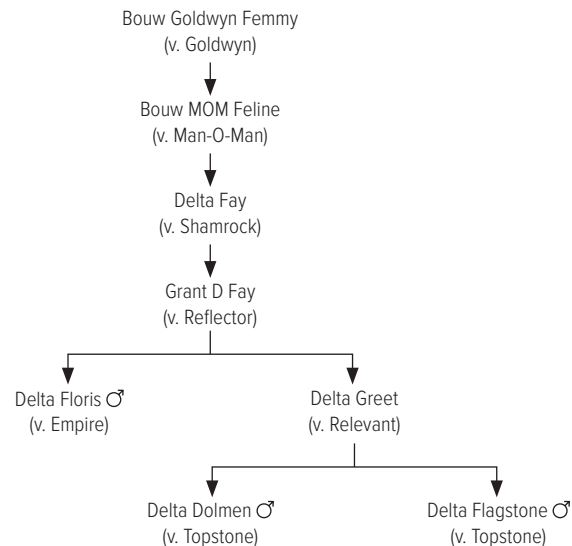 Bouw Goldwyn Femmy
(v. Goldwyn)
Bouw MOM Feline
(v. Man-O-Man)
Delta Fay
(v. Shamrock)
Grant D Fay
(v. Reflector)
Delta Floris ♂
(v. Empire)
Delta Greet
(v. Relevant)
Delta Dolmen ♂
(v. Topstone)
Delta Flagstone ♂
(v. Topstone)